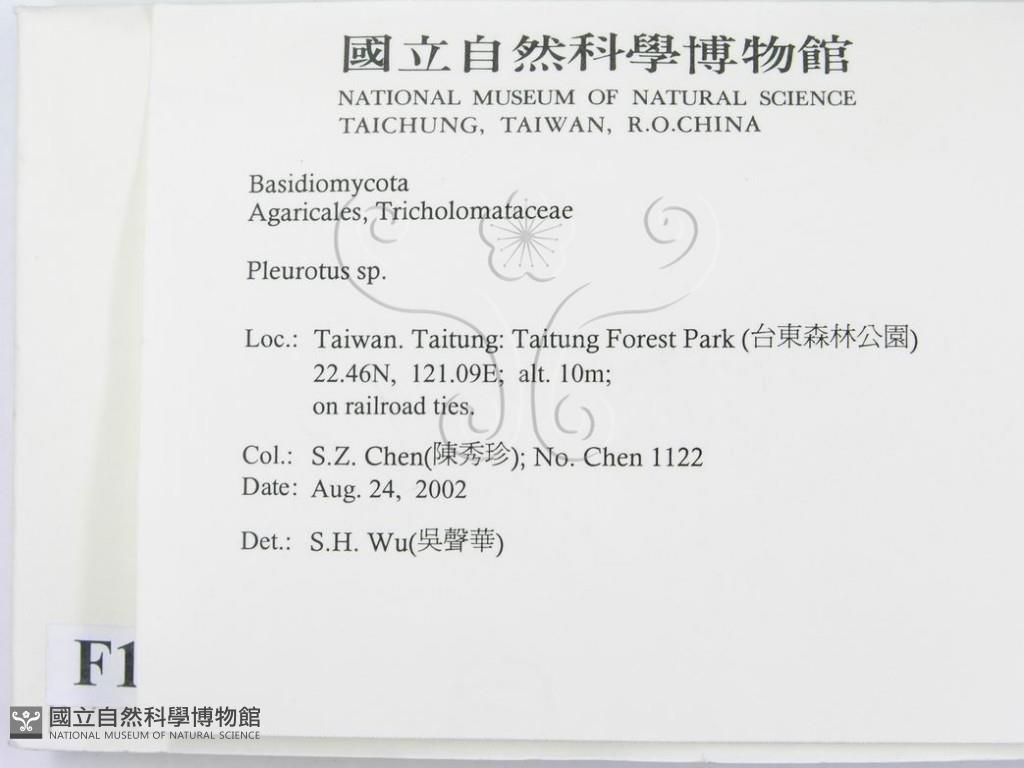 國立自然科學博物館
NATIONAL MUSEUM OF NATURAL SCIENCE
TAICHUNG, TAIWAN, R.O.CHINA
Basidiomycota
Agaricales, Tricholomataceae
Pleurotus sp.
Loc.: Taiwan. Taitung: Taitung Forest Park (台東森林公園)
22.46N, 121.09E; alt. 10m;
on railroad ties.
Col.: S.Z. Chen(陳秀珍); No. Chen 1122
Date: Aug. 24, 2002
Det.: S.H. Wu(吳聲華)
F1
國立自然科學博物館
NATIONAL MUSEUM OF NATURAL SCIENCE